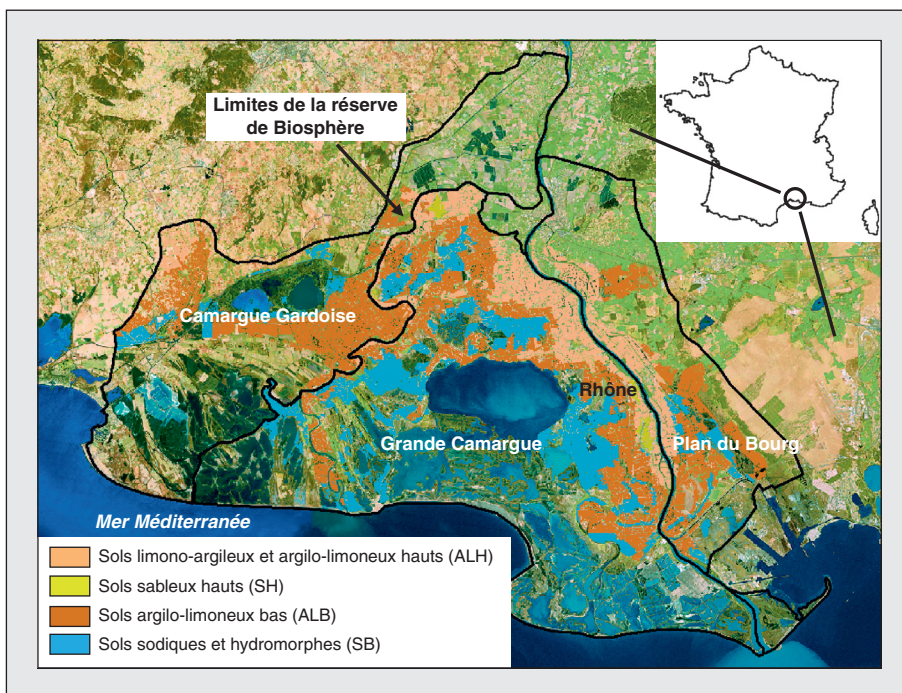 Limites de la réserve
de Biosphère
Camargue Gardoise
Rhône
Grande Camargue
Plan du Bourg
Mer Méditerranée
Sols limono-argileux et argilo-limoneux hauts (ALH)
Sols sableux hauts (SH)
Sols argilo-limoneux bas (ALB)
Sols sodiques et hydromorphes (SB)